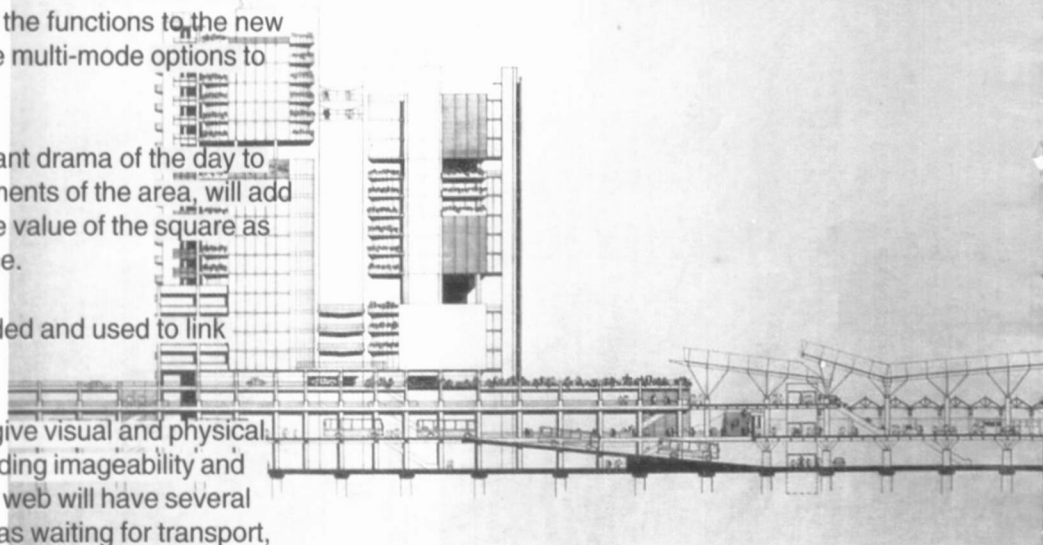 the functions to the new
e multi-mode options to
ant drama of the day to
ments of the area, will add
e value of the square as
e.
ded and used to link
give visual and physical
ding imageability and
web will have several
as waiting for transport,